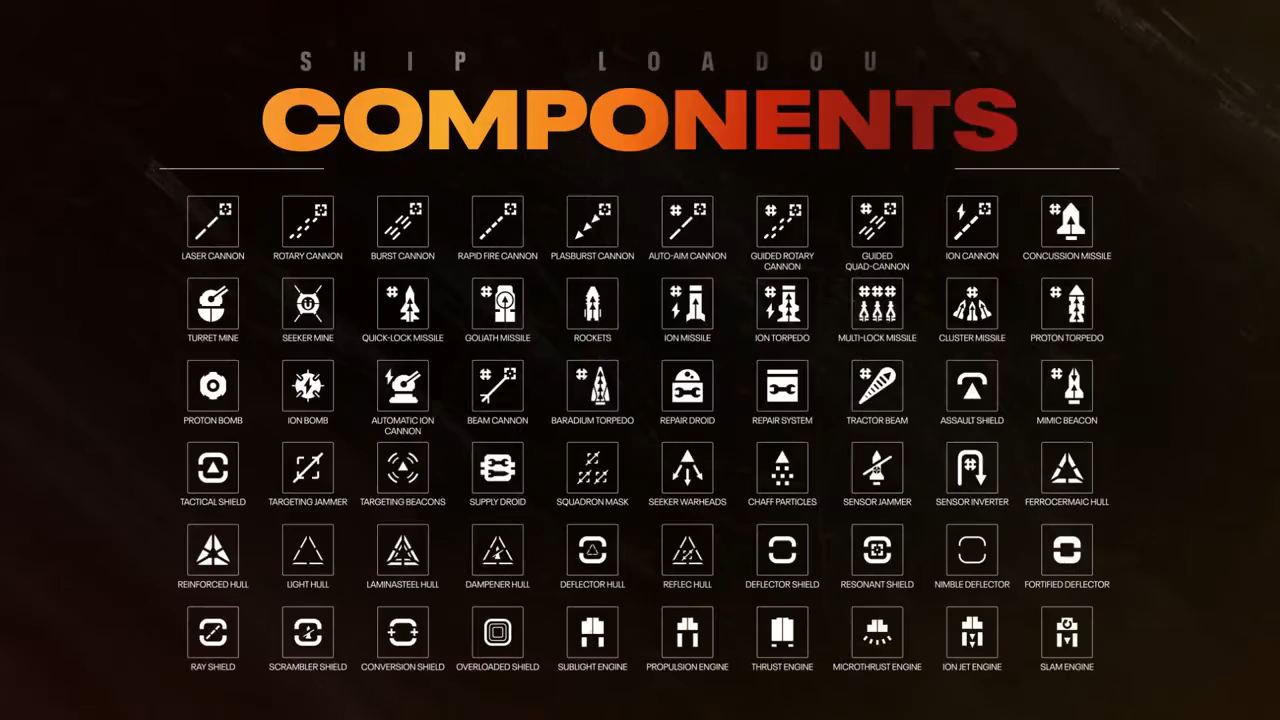 SHIP LOADOUT
COMPONENTS
LASER CANNON
ROTARY CANNON
BURST CANNON
RAPID FIRE CANNON
PLASBURST CANNON
AUTO-AIM CANNON
GUIDED ROTARY
CANNON
GUIDED
QUAD-CANNON
ION CANNON
CONCUSSION MISSILE
TURRET MINE
SEEKER MINE
QUICK-LOCK MISSILE
GOLIATH MISSILE
ROCKETS
ION MISSILE
ION TORPEDO
MULTI-LOCK MISSILE
CLUSTER MISSILE
PROTON TORPEDO
PROTON BOMB
ION BOMB
AUTOMATIC ION
CANNON
BEAM CANNON
BARADIUM TORPEDO
REPAIR DROID
REPAIR SYSTEM
TRACTOR BEAM
ASSAULT SHIELD
MIMIC BEACON
TACTICAL SHIELD
TARGETING JAMMER
TARGETING BEACONS
SUPPLY DROID
SQUADRON MASK
SEEKER WARHEADS
CHAFF PARTICLES
SENSOR JAMMER
SENSOR INVERTER
FERROCERMAIC HULL
REINFORCED HULL
LIGHT HULL
LAMINASTEEL HULL
DAMPENER HULL
DEFLECTOR HULL
REFLEC HULL
DEFLECTOR SHIELD
RESONANT SHIELD
NIMBLE DEFLECTOR
FORTIFIED DEFLECTOR
RAY SHIELD
SCRAMBLER SHIELD
CONVERSION SHIELD
OVERLOADED SHIELD
SUBLIGHT ENGINE
PROPULSION ENGINE
THRUST ENGINE
MICROTHRUST ENGINE
ION JET ENGINE
SLAM ENGINE